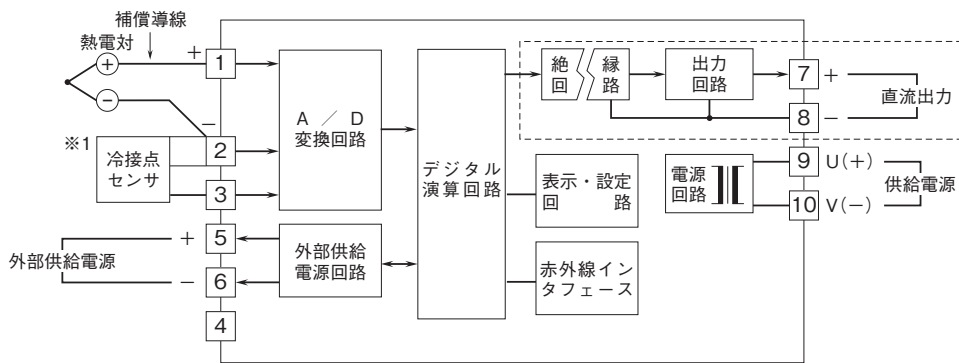 補償導線
熱電対
+
+
−
−
※1
冷接点
センサ
1
2
3
5
6
4
A ／ D
変換回路
+
外部供給電源
−
外部供給
電源回路
デジタル
演算回路
絶 縁
回 路
出力
回路
表示・設定
回 路
赤外線イン
タフェース
電源
回路
7
+
直流出力
8
−
9
U(+)
供給電源
10
V(−)